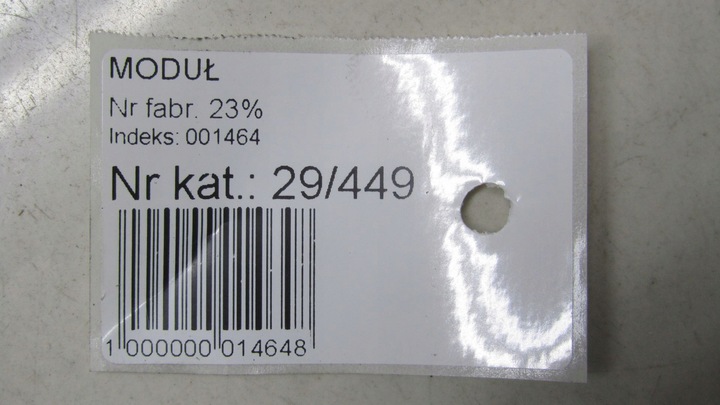 MODUŁ
Nr fabr. 23%
Indeks: 001464
Nr kat.: 29/449
1 000000 014648